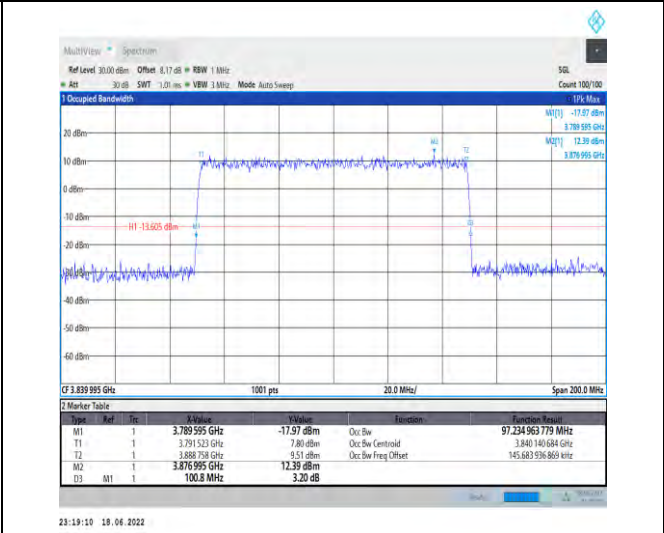 MultiView Spectrum
Ref Level 30.00 dBm Offset 8.17 dB RBW 1 MHz SGL
Att 30 dB SWT 1.01 ms VBW 3 MHz Mode Auto Sweep Count 100/100
1 Occupied Bandwidth 1Pk Max
M1[1] -17.97 dBm
3.789 595 GHz
20 dBm M2[1] 12.39 dBm
3.876 995 GHz
M2
T1 T2
10 dBm
0 dBm
-10 dBm
H1 -13.605 dBm M1 D3
-20 dBm
-40 dBm
-50 dBm
-60 dBm
CF 3.839 995 GHz 1001 pts 20.0 MHz/ Span 200.0 MHz
2 Marker Table
Type Ref Trc X-Value Y-Value Function Function Result
M1 1 3.789 595 GHz -17.97 dBm Occ Bw 97.234 963 779 MHz
T1 1 3.791 523 GHz 7.80 dBm Occ Bw Centroid 3.840 140 684 GHz
T2 1 3.888 758 GHz 9.51 dBm Occ Bw Freq Offset 145.683 936 869 kHz
M2 1 3.876 995 GHz 12.39 dBm
D3 M1 1 100.8 MHz 3.20 dB
23:19:10 18.06.2022